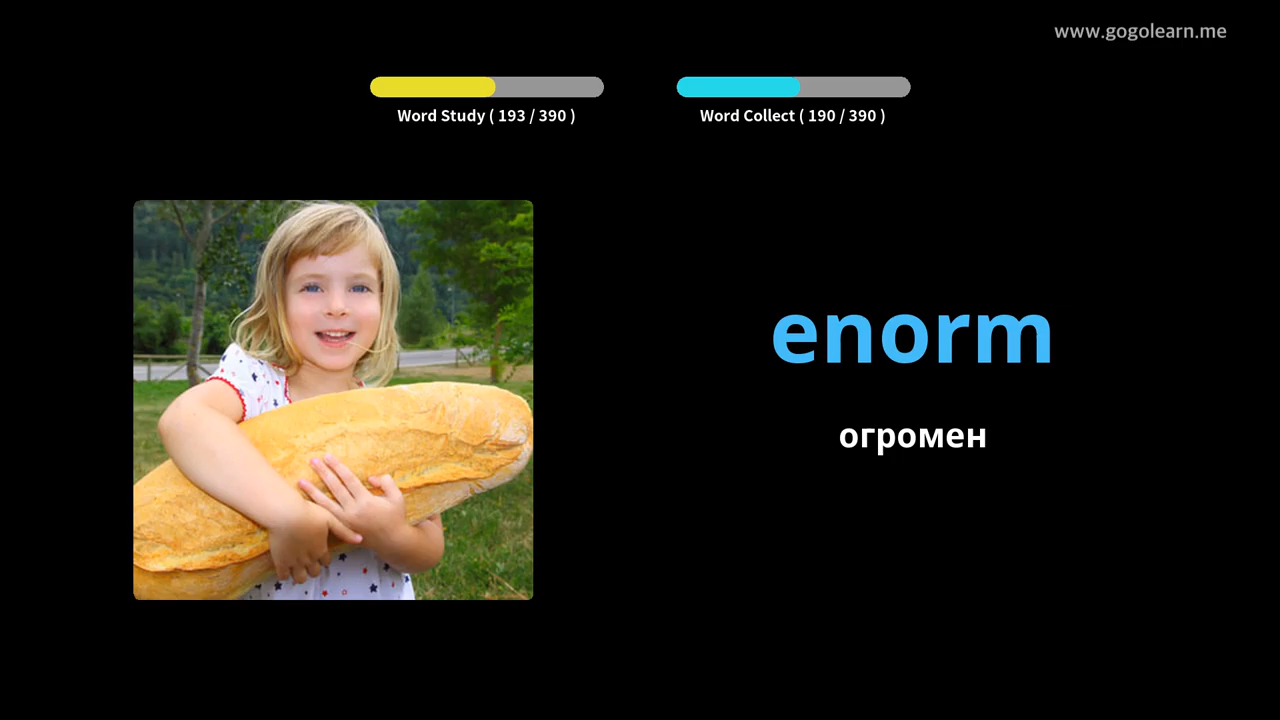 www.gogolearn.me
Word Study ( 193 / 390 )
Word Collect ( 190 / 390 )
enorm
огромен